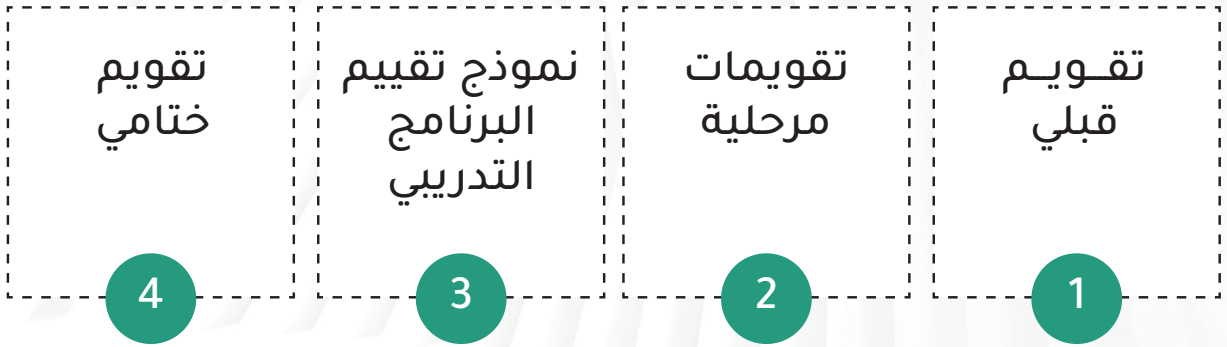 تقـويـم
قبلي
1
تقويمات
مرحلية
2
نموذج تقييم
البرنامج
التدريبي
3
تقويم
ختامي
4